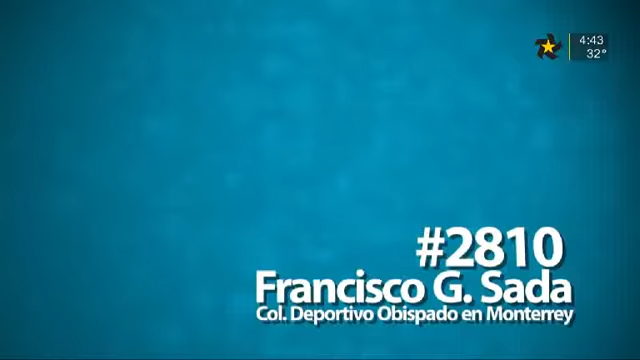 4:43
32°
#2810
Francisco G. Sada
Col. Deportivo Obispado en Monterrey